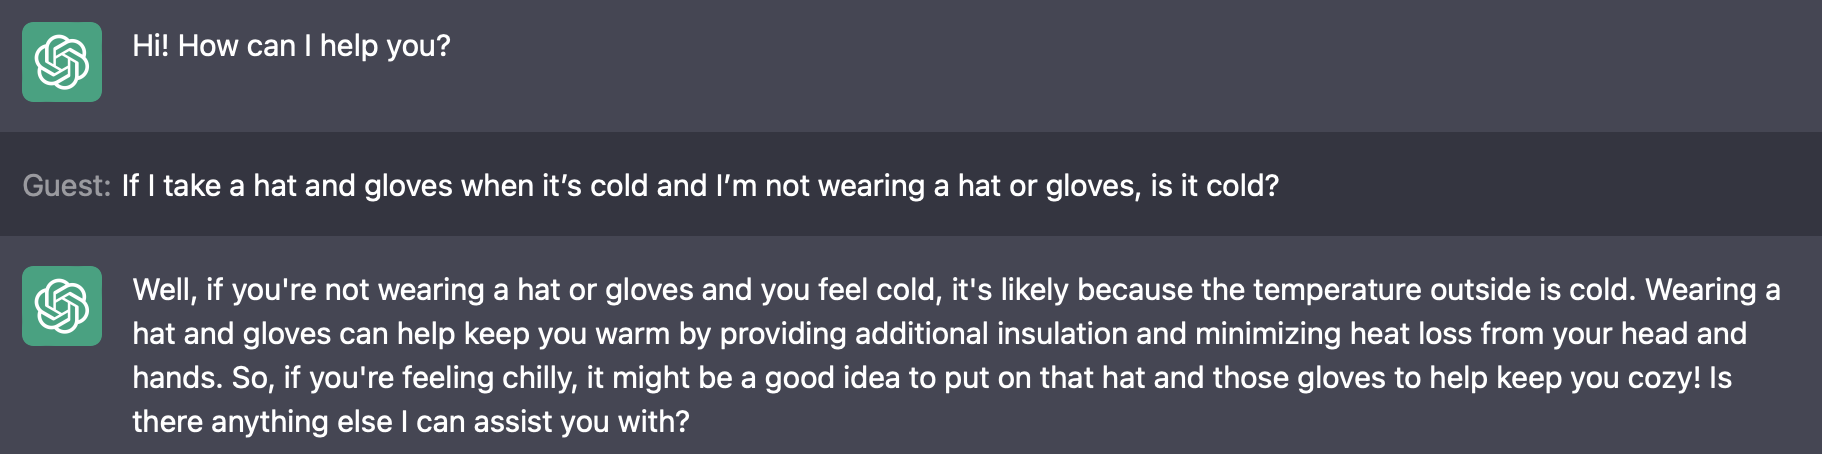 Hi! How can I help you?
Guest: If I take a hat and gloves when it’s cold and I’m not wearing a hat or gloves, is it cold?
Well, if you're not wearing a hat or gloves and you feel cold, it's likely because the temperature outside is cold. Wearing a
hat and gloves can help keep you warm by providing additional insulation and minimizing heat loss from your head and
hands. So, if you're feeling chilly, it might be a good idea to put on that hat and those gloves to help keep you cozy! Is
there anything else I can assist you with?